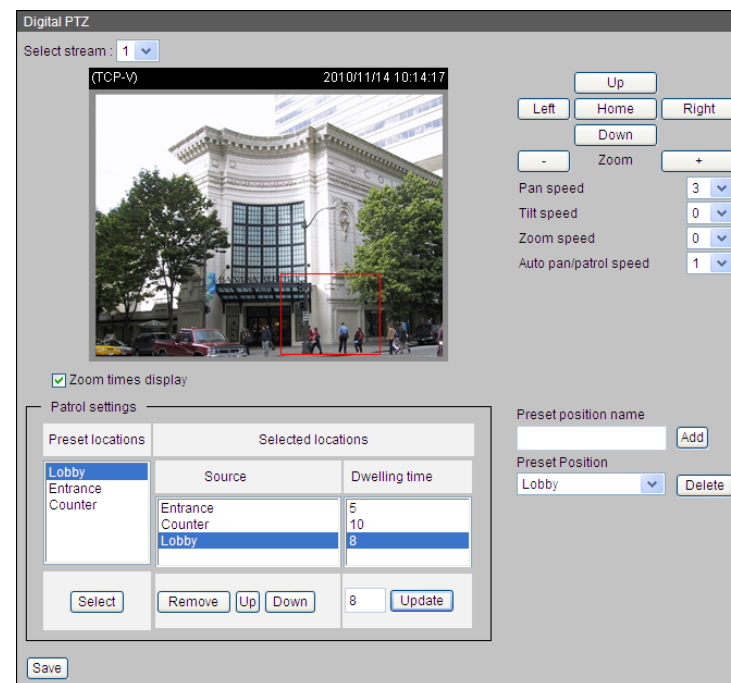 Digital PTZ
Select stream : 1
(TCP-V) 2010/11/14 10:14:17
Up
Left Home Right
Down
- Zoom +
Pan speed 3
Tilt speed 0
Zoom speed 0
Auto pan/patrol speed 1
Zoom times display
Patrol settings
Preset locations Selected locations
Lobby
Entrance
Counter
Source Dwelling time
Entrance 5
Counter 10
Lobby 8
Select Remove Up Down 8 Update
Preset position name
Add
Preset Position
Lobby Delete
Save